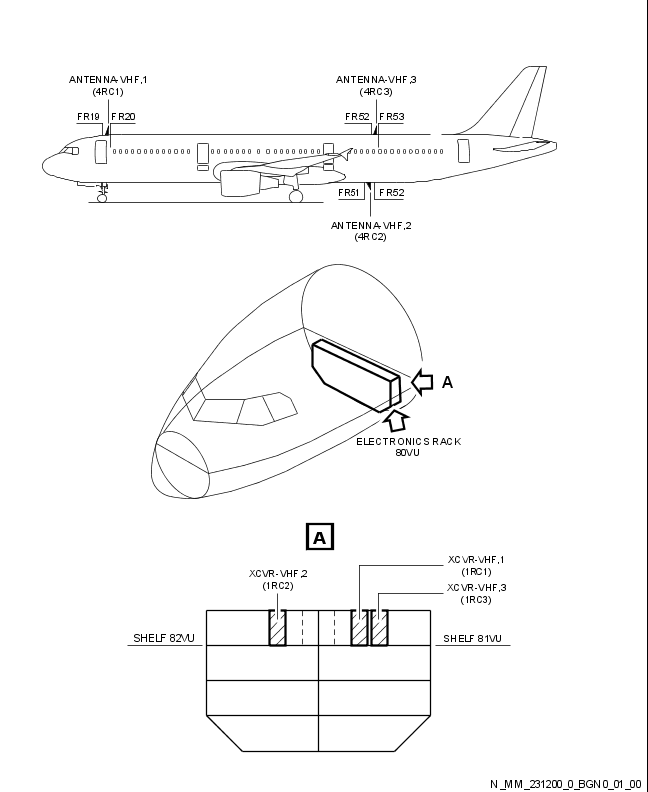 ANTENNA-VHF,1
(4RC1)
ANTENNA-VHF,3
(4RC3)
FR19 FR20
FR52 FR53
FR51 FR52
ANTENNA-VHF,2
(4RC2)
A
ELECTRONICS RACK
80VU
A
XCVR-VHF,1
(1RC1)
XCVR-VHF,2
(1RC2)
XCVR-VHF,3
(1RC3)
SHELF 82VU
SHELF 81VU
N_MM_231200_0_BGN0_01_00